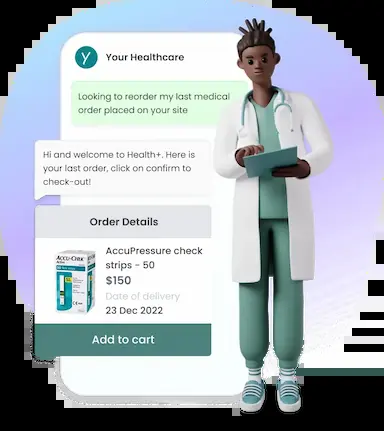 Y
Your Healthcare
Looking to reorder my last medical
order placed on your site
Hi and welcome to Health+. Here is
your last order, click on confirm to
check-out!
Order Details
AccuPressure check
strips - 50
$150
Date of delivery
23 Dec 2022
ACCU-CHEK
Add to cart